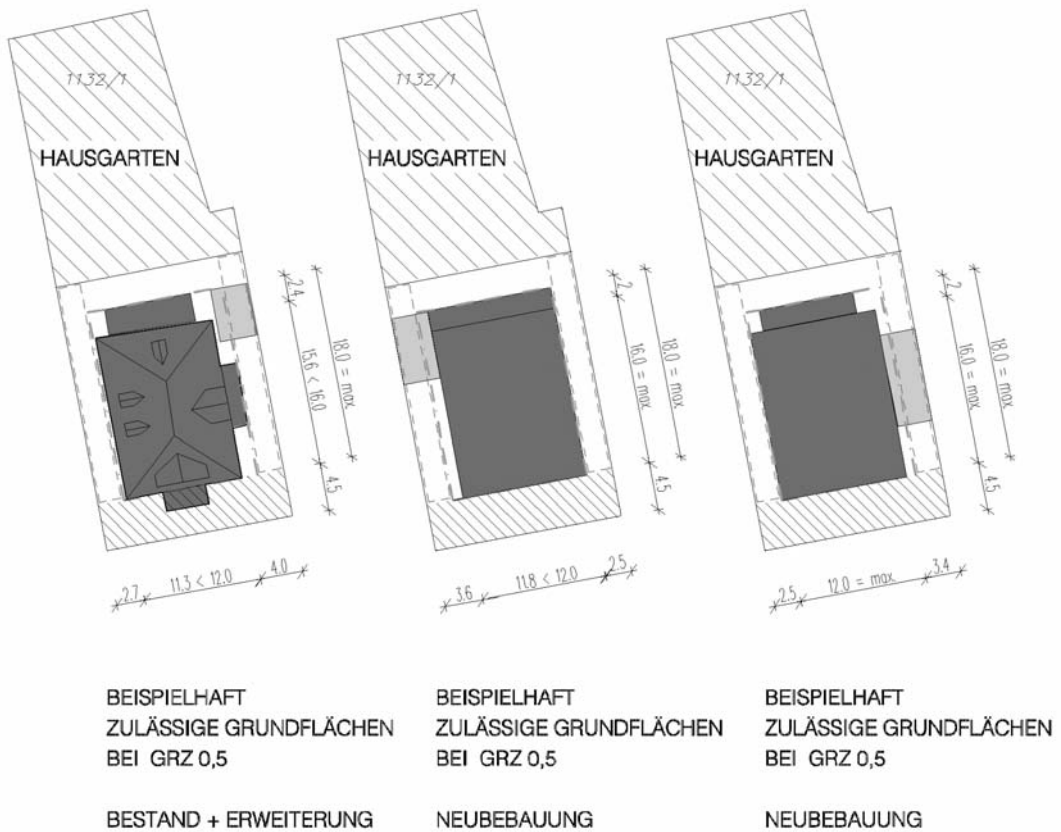 1132/1
HAUSGARTEN
2.4
15.6 < 16.0
18.0 = max
4.5
2.7
11.3 < 12.0
4.0
1132/1
HAUSGARTEN
2
16.0 = max
18.0 = max
4.5
3.6
11.8 < 12.0
2.5
1132/1
HAUSGARTEN
2
16.0 = max
18.0 = max
4.5
2.5
12.0 = max
3.4
BEISPIELHAFT
ZULÄSSIGE GRUNDFLÄCHEN
BEI GRZ 0,5
BESTAND + ERWEITERUNG
BEISPIELHAFT
ZULÄSSIGE GRUNDFLÄCHEN
BEI GRZ 0,5
NEUBEBAUUNG
BEISPIELHAFT
ZULÄSSIGE GRUNDFLÄCHEN
BEI GRZ 0,5
NEUBEBAUUNG